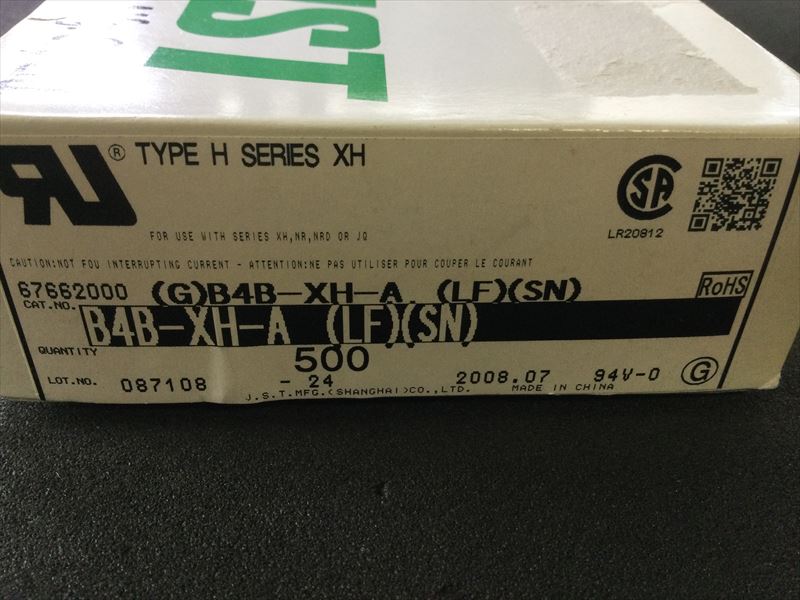 JST
UR ® TYPE H SERIES XH
SA
LR20812
FOR USE WITH SERIES XH,NR,NRD OR JQ
CAUTION:NOT FOU INTERRUPTING CURRENT - ATTENTION:NE PAS UTILISER POUR COUPER LE COURANT
67662000 (G)B4B-XH-A (LF)(SN) RoHS
CAT.NO. B4B-XH-A (LF)(SN)
QUANTITY 500
LOT.NO. 087108 - 24 2008.07 94V-0 G
J.S.T.MFG.(SHANGHAI)CO.,LTD. MADE IN CHINA